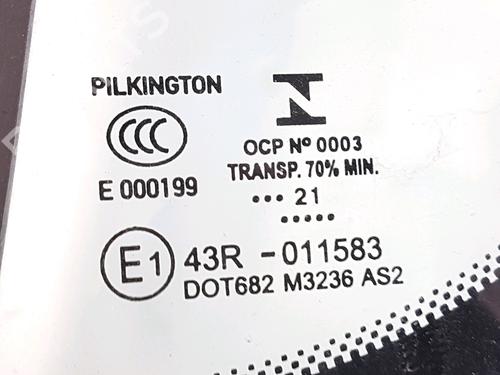 PILKINGTON
CCC
E 000199
OCP Nº 0003
TRANSP. 70% MIN.
••• 21
•••••
E1 43R -011583
DOT682 M3236 AS2